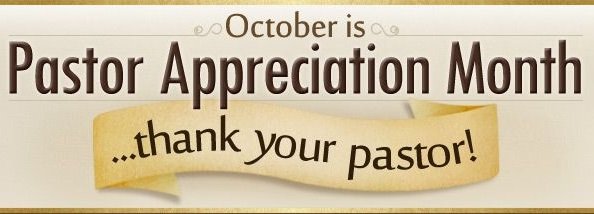 October is
Pastor Appreciation Month
...thank your pastor!